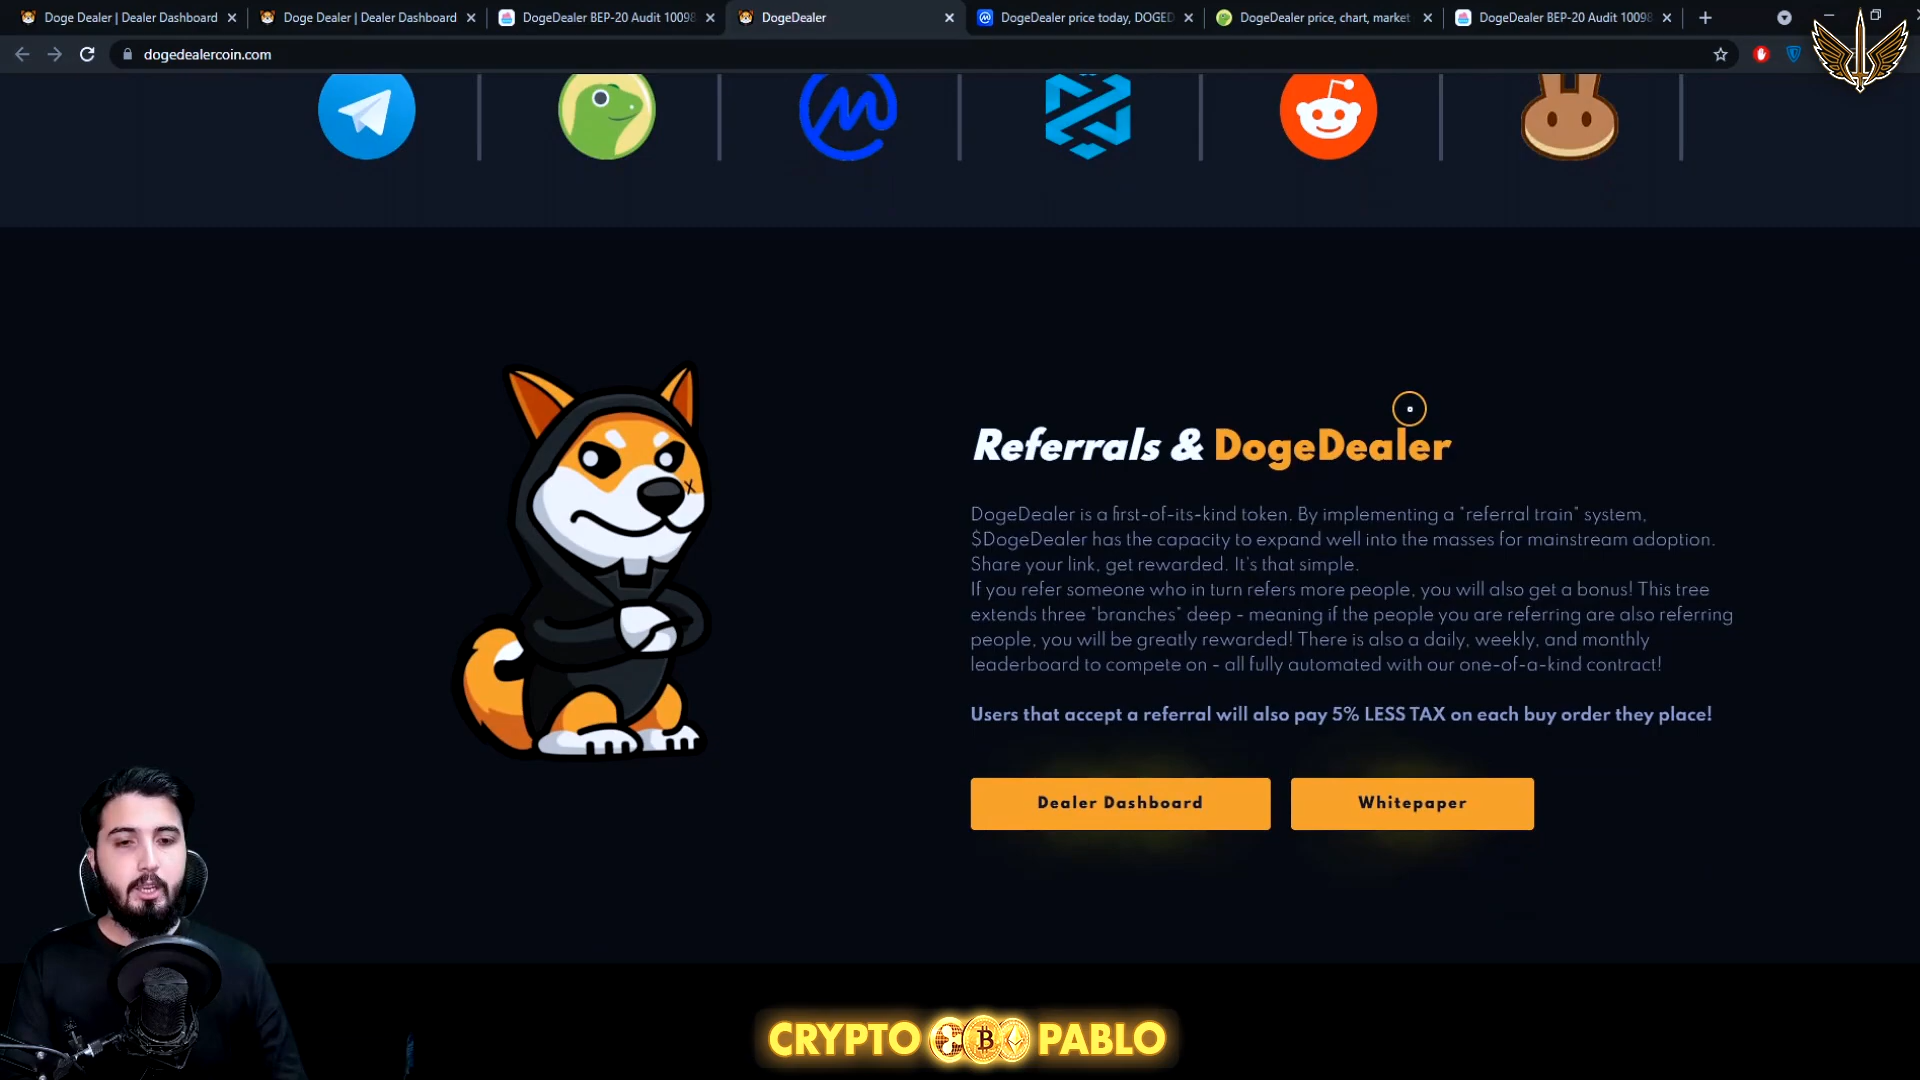 Doge Dealer | Dealer Dashboard
Doge Dealer | Dealer Dashboard
DogeDealer BEP-20 Audit 10098
DogeDealer
DogeDealer price today, DOGED
DogeDealer price, chart, market
DogeDealer BEP-20 Audit 10098
dogedealercoin.com
Referrals & DogeDealer
DogeDealer is a first-of-its-kind token. By implementing a "referral train" system,
$DogeDealer has the capacity to expand well into the masses for mainstream adoption.
Share your link, get rewarded. It's that simple.
If you refer someone who in turn refers more people, you will also get a bonus! This tree
extends three "branches" deep - meaning if the people you are referring are also referring
people, you will be greatly rewarded! There is also a daily, weekly, and monthly
leaderboard to compete on - all fully automated with our one-of-a-kind contract!
Users that accept a referral will also pay 5% LESS TAX on each buy order they place!
Dealer Dashboard
Whitepaper
CRYPTO PABLO